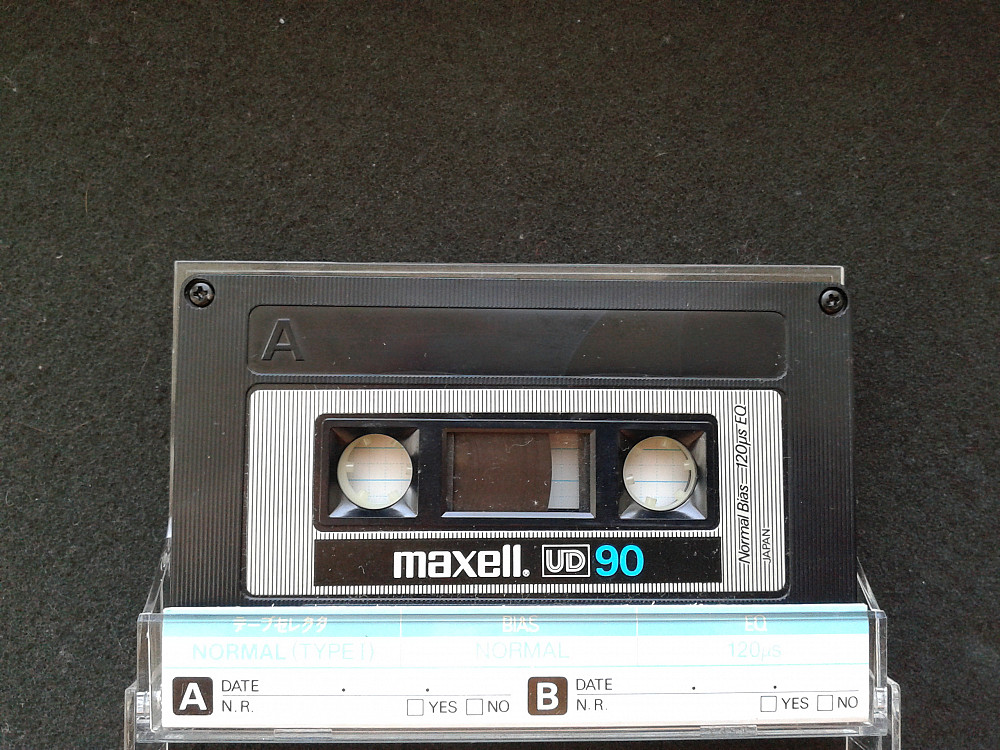 A
Normal Bias–120µs EQ
JAPAN
maxell. UD 90
テープセレクタ BIAS EQ
NORMAL (TYPE I) NORMAL 120µs
A DATE . . B DATE . .
N.R. YES NO N.R. YES NO